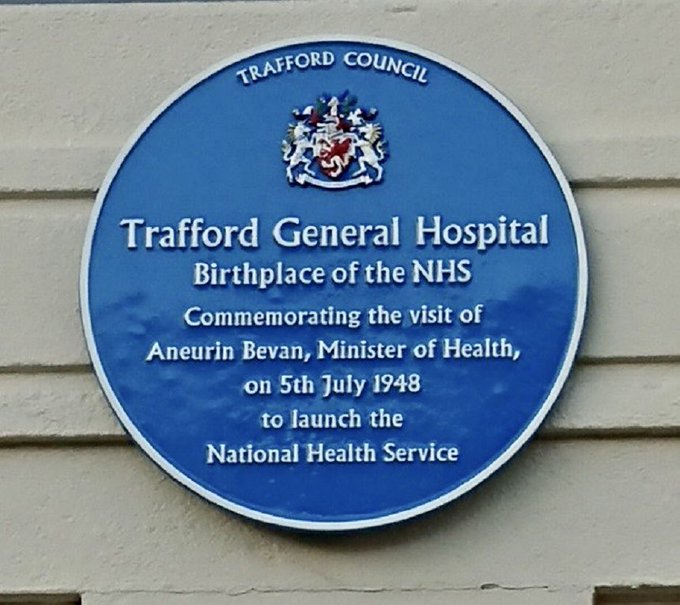 TRAFFORD COUNCIL
Trafford General Hospital
Birthplace of the NHS
Commemorating the visit of
Aneurin Bevan, Minister of Health,
on 5th July 1948
to launch the
National Health Service